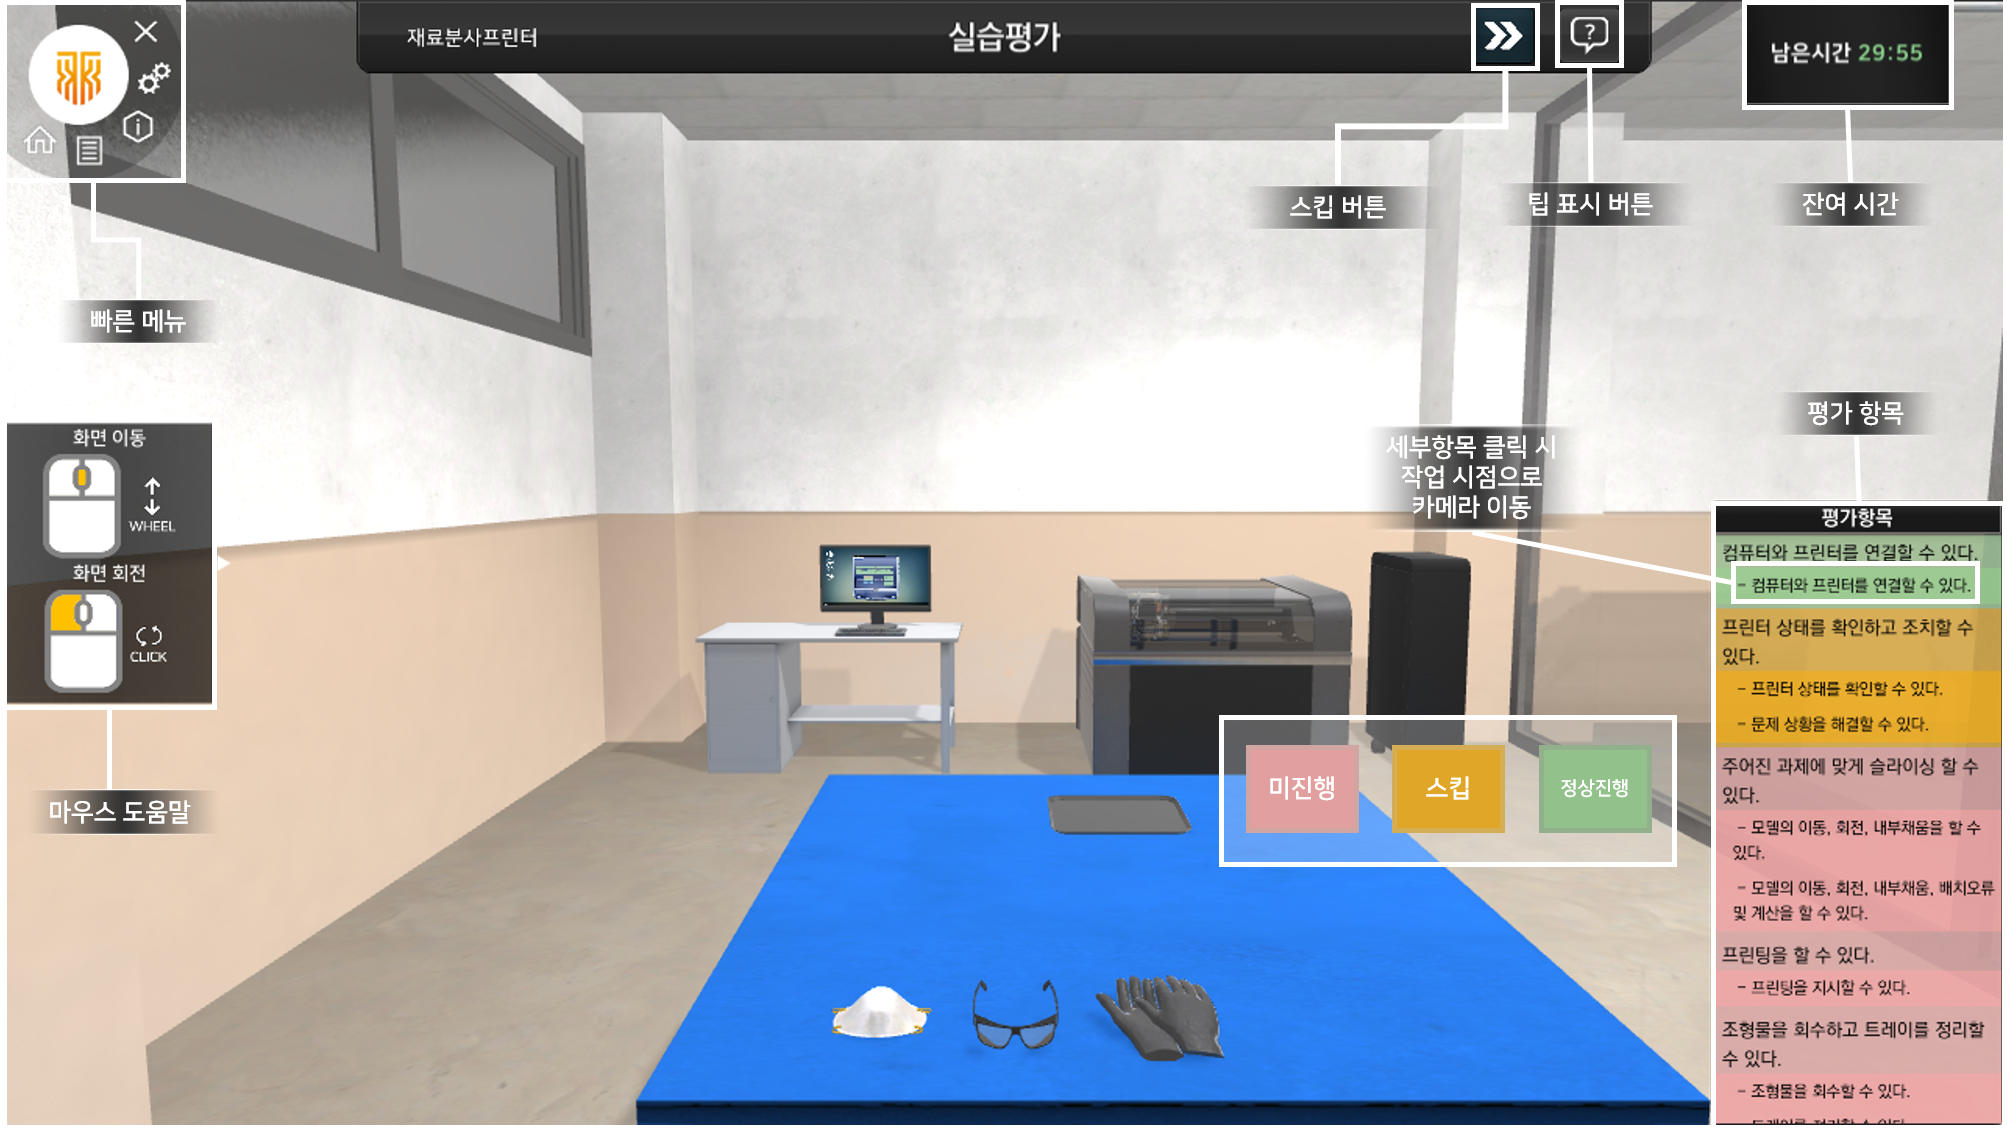 재료분사프린터
실습평가
남은시간 29:55
스킵 버튼
팁 표시 버튼
잔여 시간
빠른 메뉴
화면 이동
WHEEL
화면 회전
CLICK
마우스 도움말
세부항목 클릭 시
작업 시점으로
카메라 이동
평가 항목
미진행
스킵
정상진행
평가항목
컴퓨터와 프린터를 연결할 수 있다.
- 컴퓨터와 프린터를 연결할 수 있다.
프린터 상태를 확인하고 조치할 수
있다.
- 프린터 상태를 확인할 수 있다.
- 문제 상황을 해결할 수 있다.
주어진 과제에 맞게 슬라이싱 할 수
있다.
- 모델의 이동, 회전, 내부채움을 할 수
있다.
- 모델의 이동, 회전, 내부채움, 배치오류
및 계산을 할 수 있다.
프린팅을 할 수 있다.
- 프린팅을 지시할 수 있다.
조형물을 회수하고 트레이를 정리할
수 있다.
- 조형물을 회수할 수 있다.